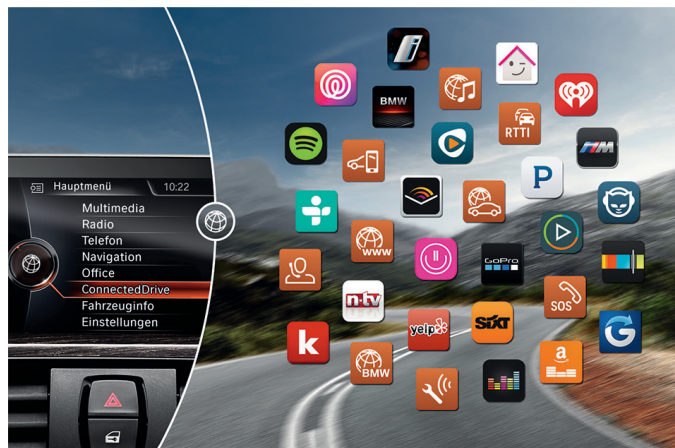 Hauptmenü 10:22
Multimedia
Radio
Telefon
Navigation
Office
ConnectedDrive
Fahrzeuginfo
Einstellungen
i
BMW
RTTI
M
P
www
GoPro
n-tv
SOS
k
yelp
SIXT
BMW
a
G